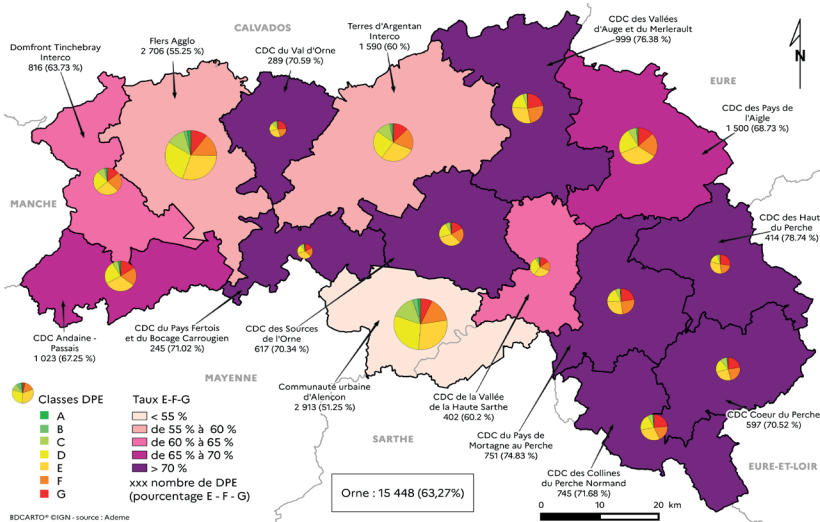 CALVADOS
Flers Agglo
2 706 (55.25 %)
Terres d'Argentan
Interco
1 590 (60 %)
CDC des Vallées
d'Auge et du Merlerault
999 (76.38 %)
Domfront Tinchebray
Interco
816 (63.73 %)
CDC du Val d'Orne
289 (70.59 %)
N
EURE
CDC des Pays de
l'Aigle
1 500 (68.73 %)
MANCHE
CDC des Haut
du Perche
414 (78.74 %)
CDC Andaine -
Passais
1 023 (67.25 %)
CDC du Pays Fertois
et du Bocage Carrougien
245 (71.02 %)
CDC des Sources
de l'Orne
617 (70.34 %)
MAYENNE
Communauté urbaine
d'Alençon
2 913 (51.25 %)
CDC de la Vallée
de la Haute Sarthe
402 (60.2 %)
CDC Coeur du Perche
597 (70.52 %)
SARTHE
CDC du Pays de
Mortagne au Perche
751 (74.83 %)
EURE-ET-LOIR
CDC des Collines
du Perche Normand
745 (71.68 %)
Classes DPE
A
B
C
D
E
F
G
Taux E-F-G
< 55 %
de 55 % à 60 %
de 60 % à 65 %
de 65 % à 70 %
> 70 %
xxx nombre de DPE
(pourcentage E - F - G)
Orne : 15 448 (63,27%)
0 10 20
km
BDCARTO® ©IGN - source : Ademe